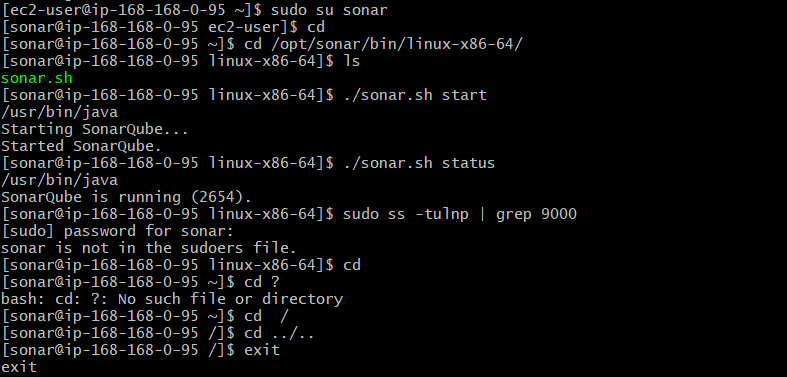 [ec2-user@ip-168-168-0-95 ~]$ sudo su sonar
[sonar@ip-168-168-0-95 ec2-user]$ cd
[sonar@ip-168-168-0-95 ~]$ cd /opt/sonar/bin/linux-x86-64/
[sonar@ip-168-168-0-95 linux-x86-64]$ ls
sonar.sh
[sonar@ip-168-168-0-95 linux-x86-64]$ ./sonar.sh start
/usr/bin/java
Starting SonarQube...
Started SonarQube.
[sonar@ip-168-168-0-95 linux-x86-64]$ ./sonar.sh status
/usr/bin/java
SonarQube is running (2654).
[sonar@ip-168-168-0-95 linux-x86-64]$ sudo ss -tulnp | grep 9000
[sudo] password for sonar:
sonar is not in the sudoers file.
[sonar@ip-168-168-0-95 linux-x86-64]$ cd
[sonar@ip-168-168-0-95 ~]$ cd ?
bash: cd: ?: No such file or directory
[sonar@ip-168-168-0-95 ~]$ cd  /
[sonar@ip-168-168-0-95 /]$ cd ../..
[sonar@ip-168-168-0-95 /]$ exit
exit